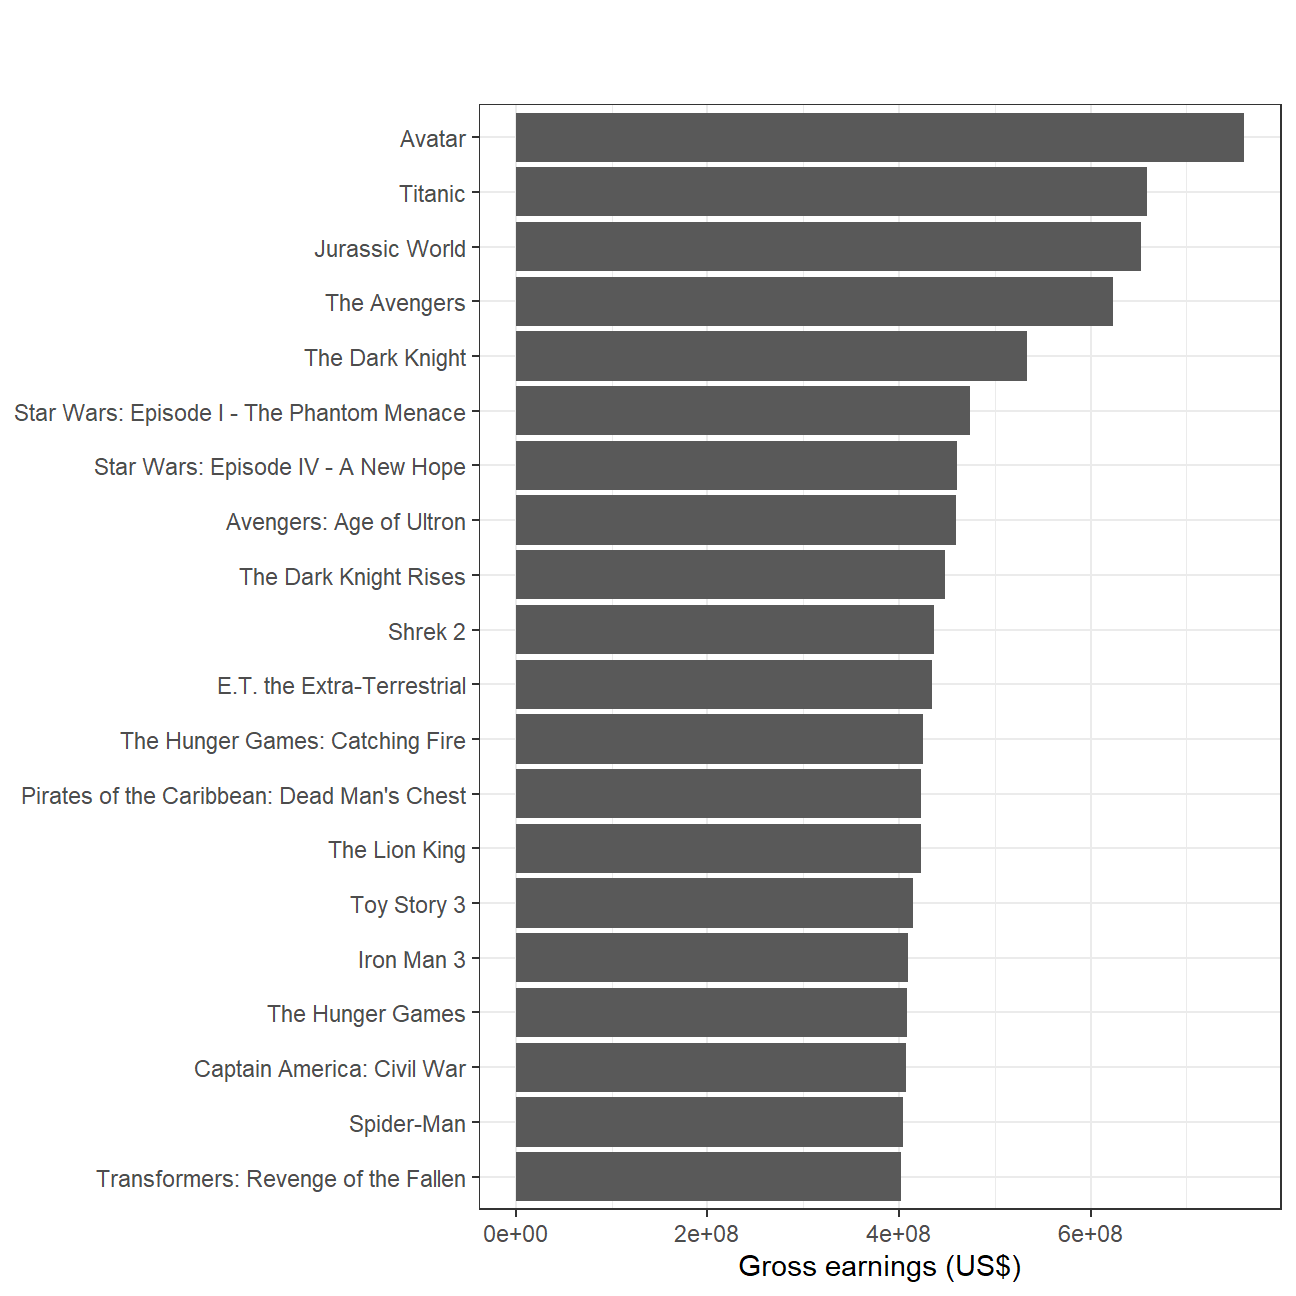 Avatar
Titanic
Jurassic World
The Avengers
The Dark Knight
Star Wars: Episode I - The Phantom Menace
Star Wars: Episode IV - A New Hope
Avengers: Age of Ultron
The Dark Knight Rises
Shrek 2
E.T. the Extra-Terrestrial
The Hunger Games: Catching Fire
Pirates of the Caribbean: Dead Man's Chest
The Lion King
Toy Story 3
Iron Man 3
The Hunger Games
Captain America: Civil War
Spider-Man
Transformers: Revenge of the Fallen
0e+00 2e+08 4e+08 6e+08
Gross earnings (US$)